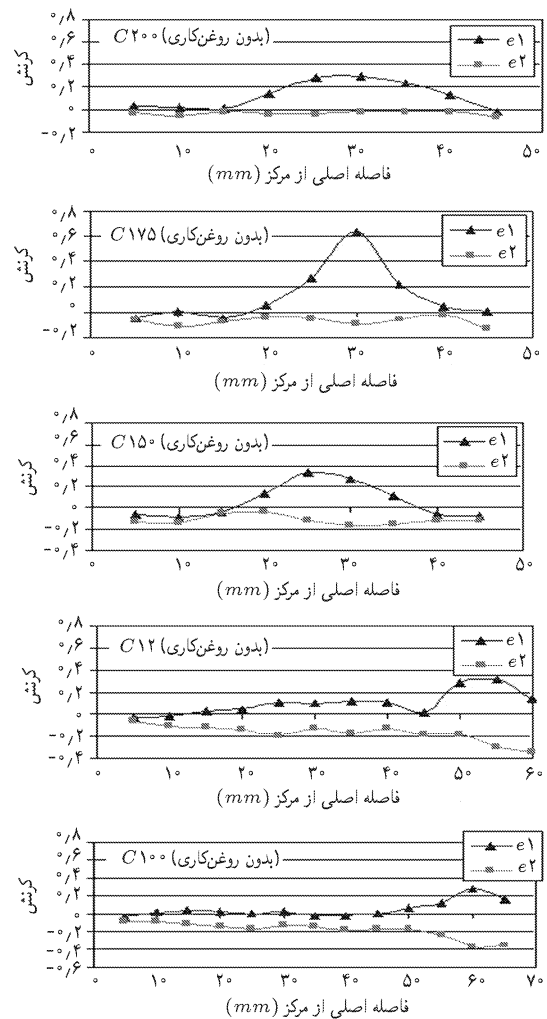 ۰٫۸
۰٫۶
۰٫۴
۰٫۲
۰
-۰٫۲
کرنش
C۲۰۰ (بدون روغن‌کاری)
e۱
e۲
۰ ۱۰ ۲۰ ۳۰ ۴۰ ۵۰
فاصله اصلی از مرکز (mm)
۰٫۸
۰٫۶
۰٫۴
۰٫۲
۰
-۰٫۲
کرنش
C۱۷۵ (بدون روغن‌کاری)
e۱
e۲
۰ ۱۰ ۲۰ ۳۰ ۴۰ ۵۰
فاصله اصلی از مرکز (mm)
۰٫۸
۰٫۶
۰٫۴
۰٫۲
۰
-۰٫۲
-۰٫۴
کرنش
C۱۵۰ (بدون روغن‌کاری)
e۱
e۲
۰ ۱۰ ۲۰ ۳۰ ۴۰ ۵۰
فاصله اصلی از مرکز (mm)
۰٫۸
۰٫۶
۰٫۴
۰٫۲
۰
-۰٫۲
-۰٫۴
کرنش
C۱۲ (بدون روغن‌کاری)
e۱
e۲
۰ ۱۰ ۲۰ ۳۰ ۴۰ ۵۰ ۶۰
فاصله اصلی از مرکز (mm)
۰٫۸
۰٫۶
۰٫۴
۰٫۲
۰
-۰٫۲
-۰٫۴
-۰٫۶
کرنش
C۱۰۰ (بدون روغن‌کاری)
e۱
e۲
۰ ۱۰ ۲۰ ۳۰ ۴۰ ۵۰ ۶۰ ۷۰
فاصله اصلی از مرکز (mm)